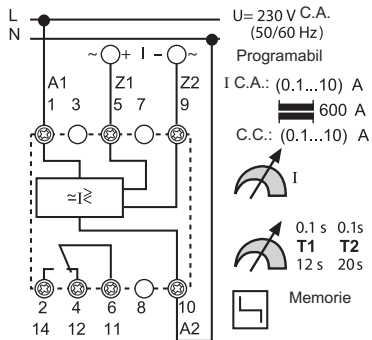 L
N
U= 230 V C.A.
(50/60 Hz)
~ + I - ~
Programabil
A1 Z1 Z2
I C.A.: (0.1...10) A
1 3 5 7 9
600 A
C.C.: (0.1...10) A
I
≂I≷
0.1 s 0.1s
T1 T2
12 s 20s
2 4 6 8 10
Memorie
14 12 11 A2